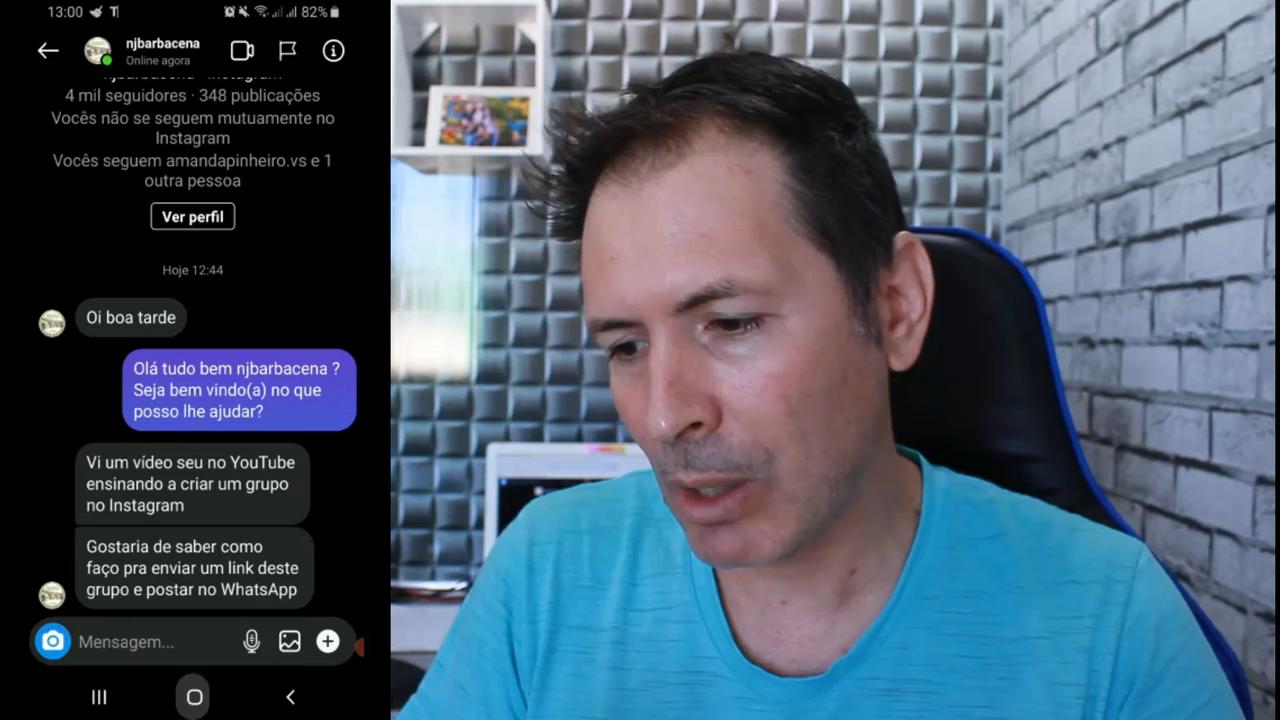 13:00
82%
njbarbacena
Online agora
njbarbacena · Instagram
4 mil seguidores · 348 publicações
Vocês não se seguem mutuamente no
Instagram
Vocês seguem amandapinheiro.vs e 1
outra pessoa
Ver perfil
Hoje 12:44
Oi boa tarde
Olá tudo bem njbarbacena ?
Seja bem vindo(a) no que
posso lhe ajudar?
Vi um vídeo seu no YouTube
ensinando a criar um grupo
no Instagram
Gostaria de saber como
faço pra enviar um link deste
grupo e postar no WhatsApp
Mensagem...